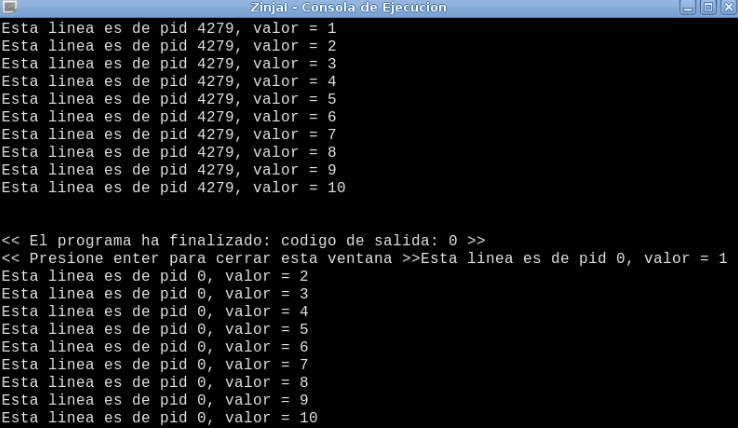 ZinjaI - Consola de Ejecucion
Esta linea es de pid 4279, valor = 1
Esta linea es de pid 4279, valor = 2
Esta linea es de pid 4279, valor = 3
Esta linea es de pid 4279, valor = 4
Esta linea es de pid 4279, valor = 5
Esta linea es de pid 4279, valor = 6
Esta linea es de pid 4279, valor = 7
Esta linea es de pid 4279, valor = 8
Esta linea es de pid 4279, valor = 9
Esta linea es de pid 4279, valor = 10
<< El programa ha finalizado: codigo de salida: 0 >>
<< Presione enter para cerrar esta ventana >>Esta linea es de pid 0, valor = 1
Esta linea es de pid 0, valor = 2
Esta linea es de pid 0, valor = 3
Esta linea es de pid 0, valor = 4
Esta linea es de pid 0, valor = 5
Esta linea es de pid 0, valor = 6
Esta linea es de pid 0, valor = 7
Esta linea es de pid 0, valor = 8
Esta linea es de pid 0, valor = 9
Esta linea es de pid 0, valor = 10